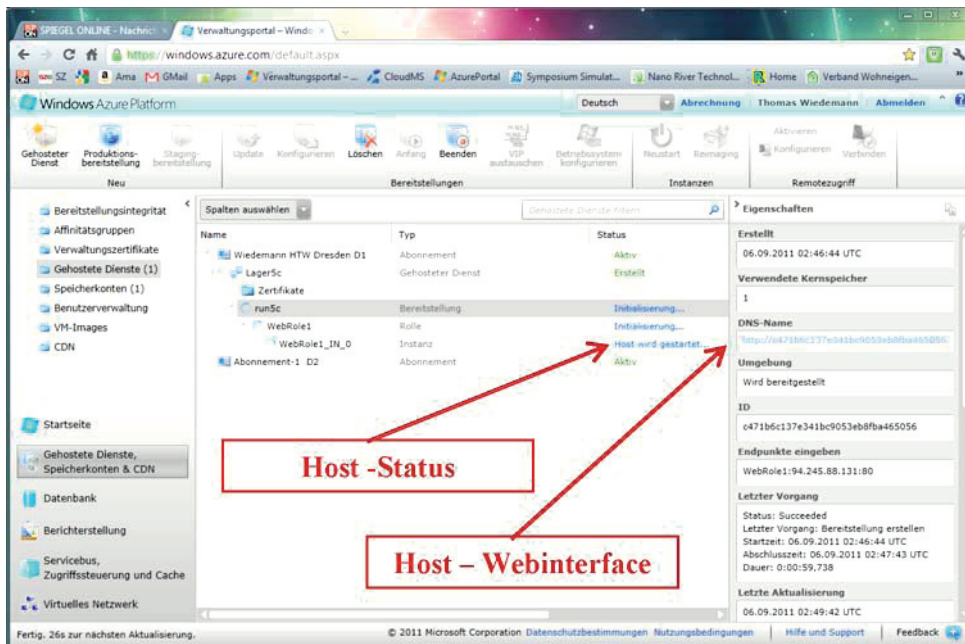 SPIEGEL ONLINE - Nachrich
Verwaltungsportal – Windo
https://windows.azure.com/default.aspx
SZ
Ama
GMail
Apps
Verwaltungsportal – ...
CloudMS
AzurePortal
Symposium Simulat...
Nano River Technol...
Home
Verband Wohneigen...
Windows Azure Platform
Deutsch
Abrechnung
Thomas Wiedemann
Abmelden
Gehosteter Dienst
Produktions-bereitstellung
Staging-bereitstellung
Update
Konfigurieren
Löschen
Anfang
Beenden
VIP austauschen
Betriebssystem konfigurieren
Neustart
Reimaging
Aktivieren
Konfigurieren
Verbinden
Neu
Bereitstellungen
Instanzen
Remotezugriff
Bereitstellungsintegrität
Affinitätsgruppen
Verwaltungszertifikate
Gehostete Dienste (1)
Speicherkonten (1)
Benutzerverwaltung
VM-Images
CDN
Startseite
Gehostete Dienste,
Speicherkonten & CDN
Datenbank
Berichterstellung
Servicebus,
Zugriffssteuerung und Cache
Virtuelles Netzwerk
Spalten auswählen
Gehostete Dienste filtern
Name Typ Status
Wiedemann HTW Dresden D1 Abonnement Aktiv
Lager5c Gehosteter Dienst Erstellt
Zertifikate
run5c Bereitstellung Initialisierung...
WebRole1 Rolle Initialisierung...
WebRole1_IN_0 Instanz Host wird gestartet...
Abonnement-1 D2 Abonnement Aktiv
Host -Status
Host – Webinterface
Eigenschaften
Erstellt
06.09.2011 02:46:44 UTC
Verwendete Kernspeicher
1
DNS-Name
http://c471b6c137e341bc9053eb8fba465056
Umgebung
Wird bereitgestellt
ID
c471b6c137e341bc9053eb8fba465056
Endpunkte eingeben
WebRole1:94.245.88.131:80
Letzter Vorgang
Status: Succeeded
Letzter Vorgang: Bereitstellung erstellen
Startzeit: 06.09.2011 02:46:44 UTC
Abschlusszeit: 06.09.2011 02:47:43 UTC
Dauer: 0:00:59,738
Letzte Aktualisierung
06.09.2011 02:49:42 UTC
Fertig. 26s zur nächsten Aktualisierung.
© 2011 Microsoft Corporation Datenschutzbestimmungen Nutzungsbedingungen
Hilfe und Support
Feedback